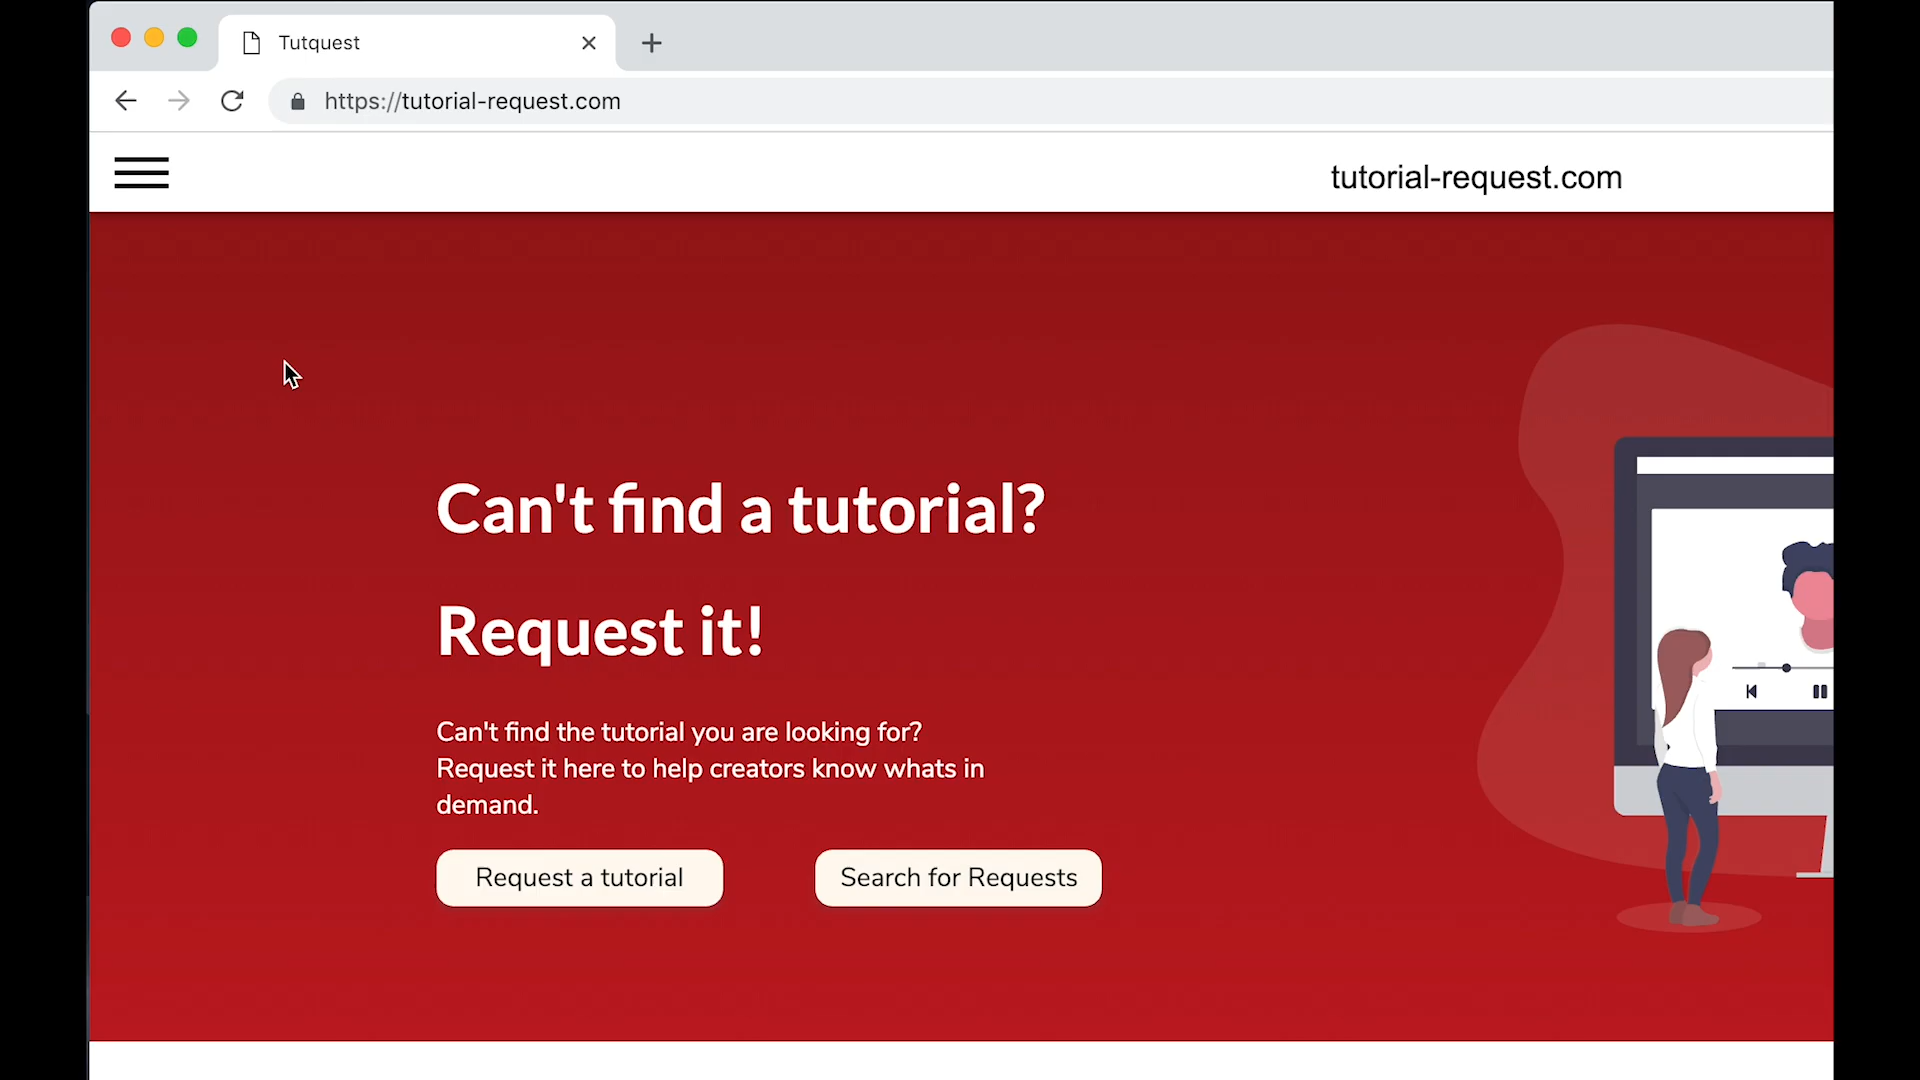 Tutquest
https://tutorial-request.com
tutorial-request.com
Can't find a tutorial?
Request it!
Can't find the tutorial you are looking for?
Request it here to help creators know whats in
demand.
Request a tutorial
Search for Requests